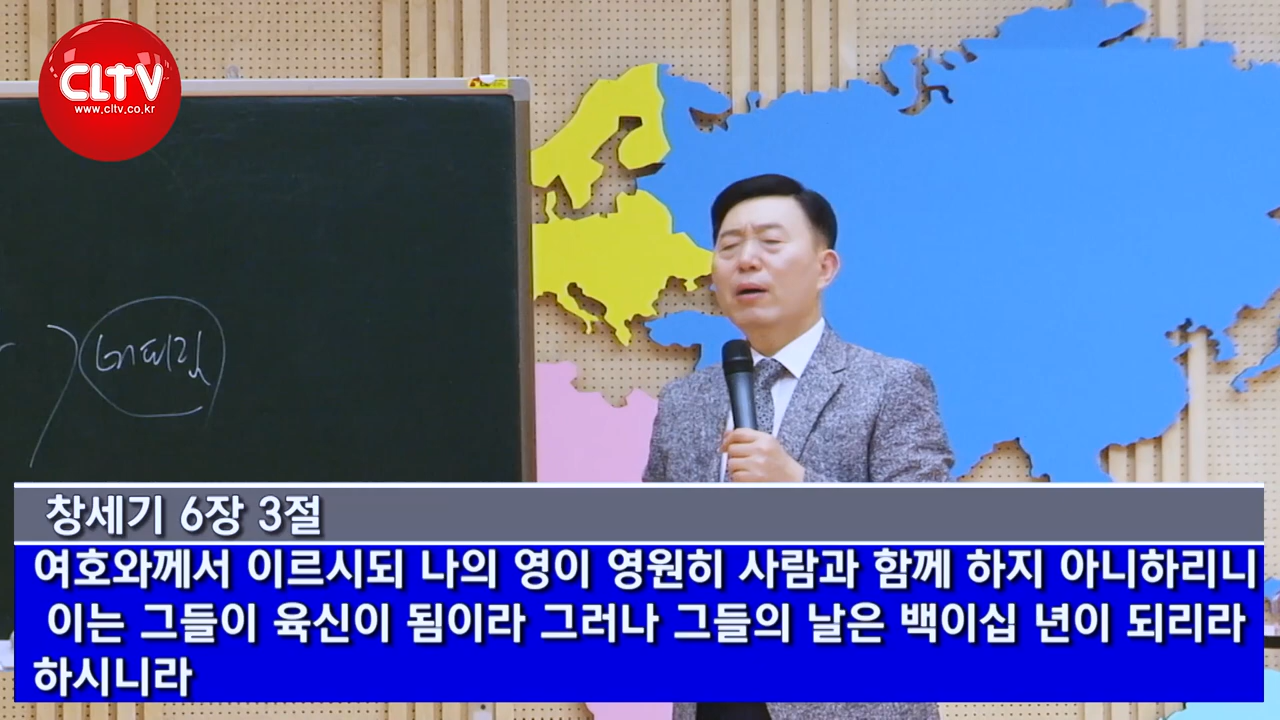 CLTV
www.cltv.co.kr
네피림
창세기 6장 3절
여호와께서 이르시되 나의 영이 영원히 사람과 함께 하지 아니하리니
이는 그들이 육신이 됨이라 그러나 그들의 날은 백이십 년이 되리라
하시니라